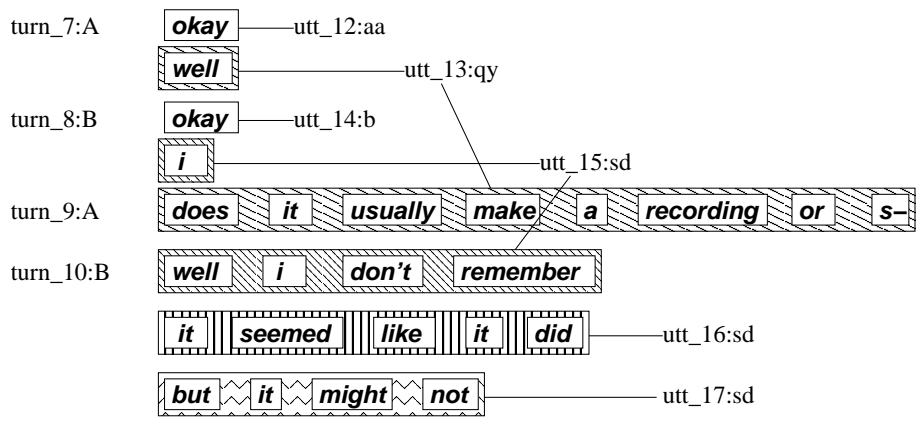 turn_7:A okay utt_12:aa
well utt_13:qy
turn_8:B okay utt_14:b
i utt_15:sd
turn_9:A does it usually make a recording or s–
turn_10:B well i don't remember
it seemed like it did utt_16:sd
but it might not utt_17:sd